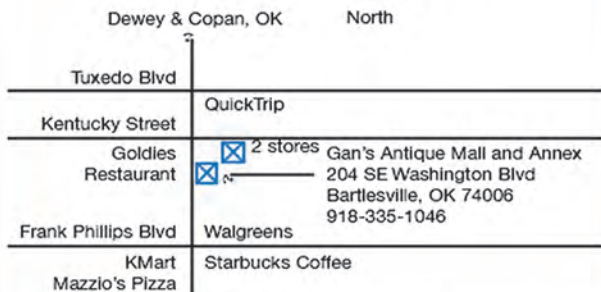 Dewey & Copan, OK
North
Tuxedo Blvd
QuickTrip
Kentucky Street
Goldies
Restaurant
2 stores
Gan's Antique Mall and Annex
204 SE Washington Blvd
Bartlesville, OK 74006
918-335-1046
Frank Phillips Blvd
Walgreens
KMart
Mazzio's Pizza
Starbucks Coffee